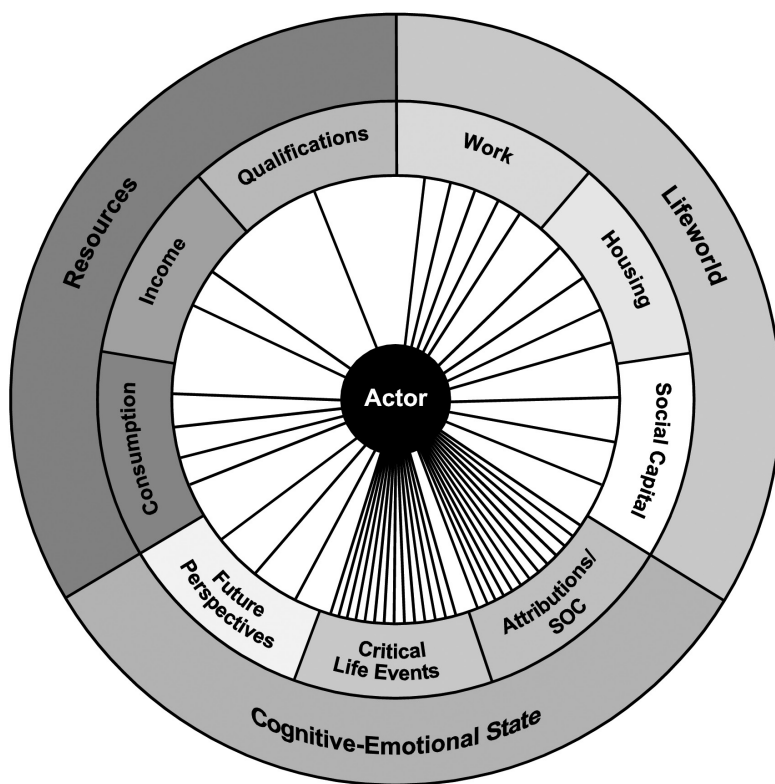 Resources
Lifeworld
Cognitive-Emotional State
Qualifications
Work
Income
Housing
Consumption
Social Capital
Future
Perspectives
Critical
Life Events
Attributions/
SOC
Actor